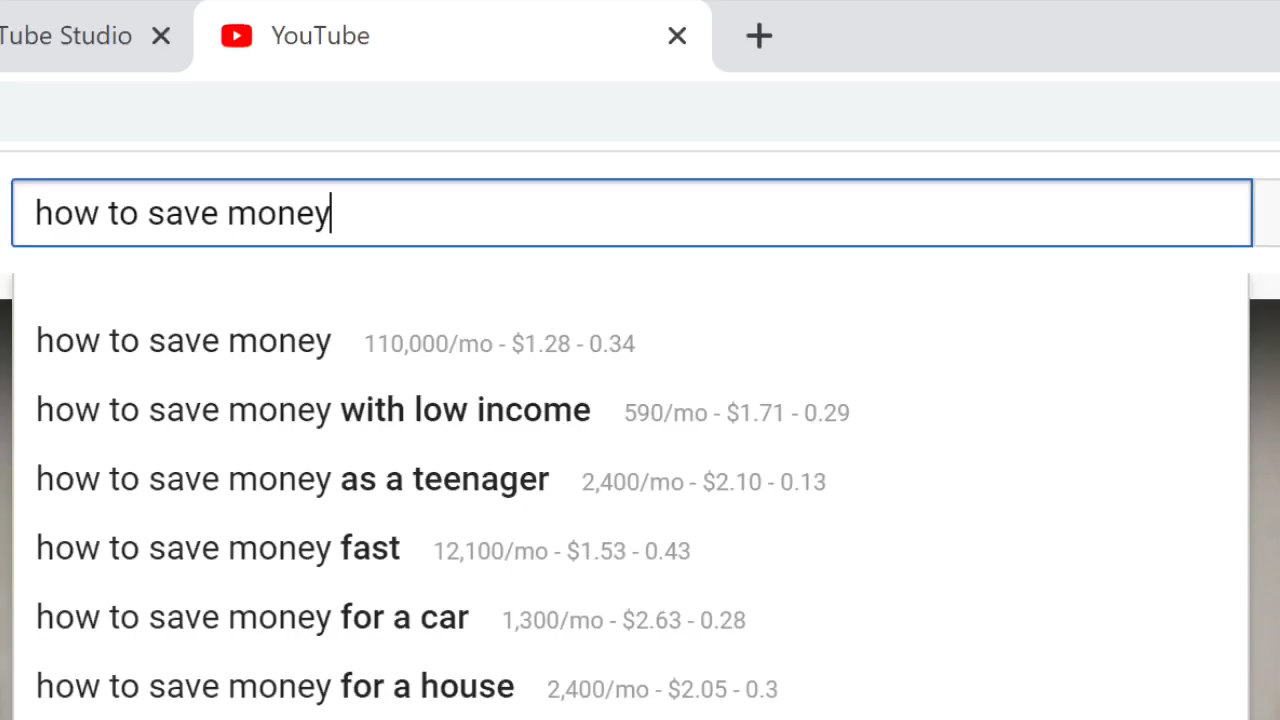 Tube Studio YouTube
how to save money
how to save money 110,000/mo - $1.28 - 0.34
how to save money with low income 590/mo - $1.71 - 0.29
how to save money as a teenager 2,400/mo - $2.10 - 0.13
how to save money fast 12,100/mo - $1.53 - 0.43
how to save money for a car 1,300/mo - $2.63 - 0.28
how to save money for a house 2,400/mo - $2.05 - 0.3